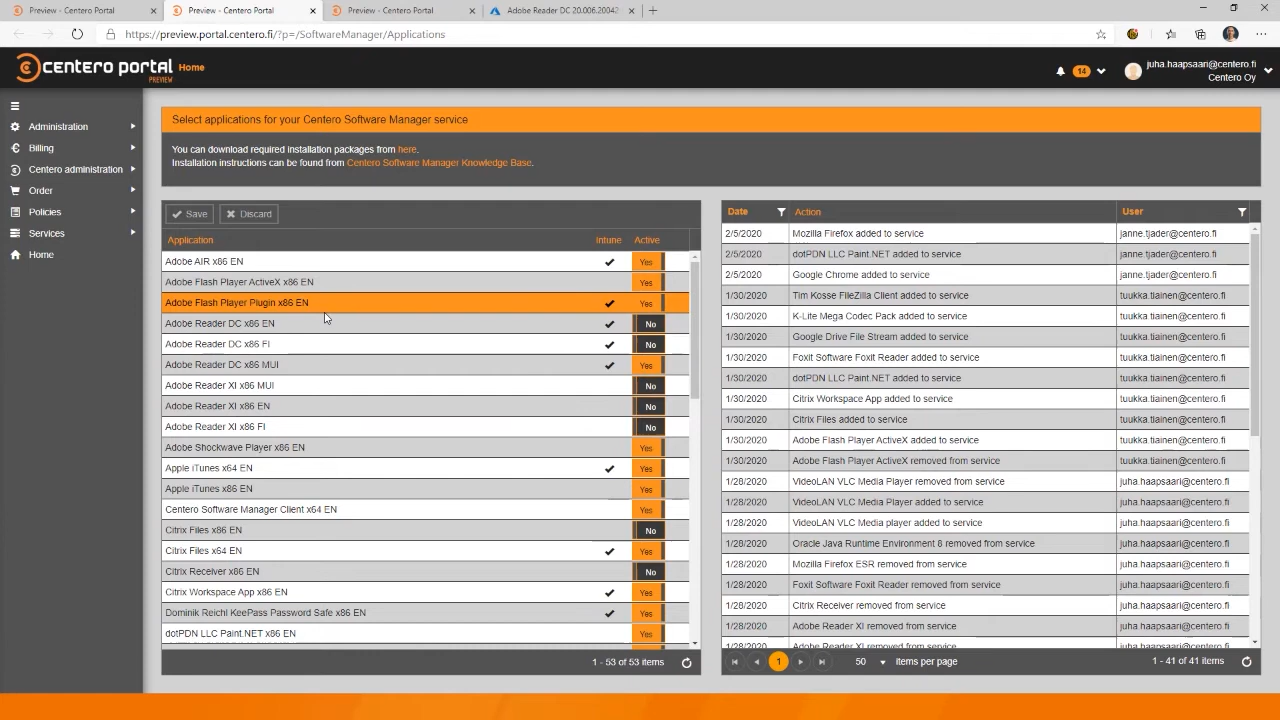 Preview - Centero Portal
Preview - Centero Portal
Preview - Centero Portal
Adobe Reader DC 20.006.20042
https://preview.portal.centero.fi/?p=/SoftwareManager/Applications
centero portal
PREVIEW
Home
14
juha.haapsaari@centero.fi
Centero Oy
Administration
Billing
Centero administration
Order
Policies
Services
Home
Select applications for your Centero Software Manager service
You can download required installation packages from here.
Installation instructions can be found from Centero Software Manager Knowledge Base.
Save Discard
Application Intune Active
Adobe AIR x86 EN Yes
Adobe Flash Player ActiveX x86 EN Yes
Adobe Flash Player Plugin x86 EN Yes
Adobe Reader DC x86 EN No
Adobe Reader DC x86 FI No
Adobe Reader DC x86 MUI Yes
Adobe Reader XI x86 MUI No
Adobe Reader XI x86 EN No
Adobe Reader XI x86 FI No
Adobe Shockwave Player x86 EN Yes
Apple iTunes x64 EN Yes
Apple iTunes x86 EN Yes
Centero Software Manager Client x64 EN Yes
Citrix Files x86 EN No
Citrix Files x64 EN Yes
Citrix Receiver x86 EN No
Citrix Workspace App x86 EN Yes
Dominik Reichl KeePass Password Safe x86 EN Yes
dotPDN LLC Paint.NET x86 EN Yes
1 - 53 of 53 items
Date Action User
2/5/2020 Mozilla Firefox added to service janne.tjader@centero.fi
2/5/2020 dotPDN LLC Paint.NET added to service janne.tjader@centero.fi
2/5/2020 Google Chrome added to service janne.tjader@centero.fi
1/30/2020 Tim Kosse FileZilla Client added to service tuukka.tiainen@centero.fi
1/30/2020 K-Lite Mega Codec Pack added to service tuukka.tiainen@centero.fi
1/30/2020 Google Drive File Stream added to service tuukka.tiainen@centero.fi
1/30/2020 Foxit Software Foxit Reader added to service tuukka.tiainen@centero.fi
1/30/2020 dotPDN LLC Paint.NET added to service tuukka.tiainen@centero.fi
1/30/2020 Citrix Workspace App added to service tuukka.tiainen@centero.fi
1/30/2020 Citrix Files added to service tuukka.tiainen@centero.fi
1/30/2020 Adobe Flash Player ActiveX added to service tuukka.tiainen@centero.fi
1/30/2020 Adobe Flash Player ActiveX removed from service tuukka.tiainen@centero.fi
1/28/2020 VideoLAN VLC Media Player removed from service juha.haapsaari@centero.fi
1/28/2020 VideoLAN VLC Media Player added to service juha.haapsaari@centero.fi
1/28/2020 VideoLAN VLC Media player added to service juha.haapsaari@centero.fi
1/28/2020 Oracle Java Runtime Environment 8 removed from service juha.haapsaari@centero.fi
1/28/2020 Mozilla Firefox ESR removed from service juha.haapsaari@centero.fi
1/28/2020 Foxit Software Foxit Reader removed from service juha.haapsaari@centero.fi
1/28/2020 Citrix Receiver removed from service juha.haapsaari@centero.fi
1/28/2020 Adobe Reader XI removed from service juha.haapsaari@centero.fi
1/28/2020 Adobe Reader XI removed from service juha.haapsaari@centero.fi
1 50 items per page 1 - 41 of 41 items